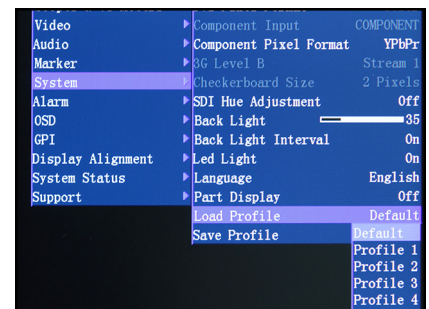 Video
Audio
Marker
System
Alarm
OSD
GPI
Display Alignment
System Status
Support
Component Input COMPONENT
Component Pixel Format YPbPr
3G Level B Stream 1
Checkerboard Size 2 Pixels
SDI Hue Adjustment Off
Back Light 35
Back Light Interval On
Led Light On
Language English
Part Display Off
Load Profile Default
Save Profile
Default
Profile 1
Profile 2
Profile 3
Profile 4